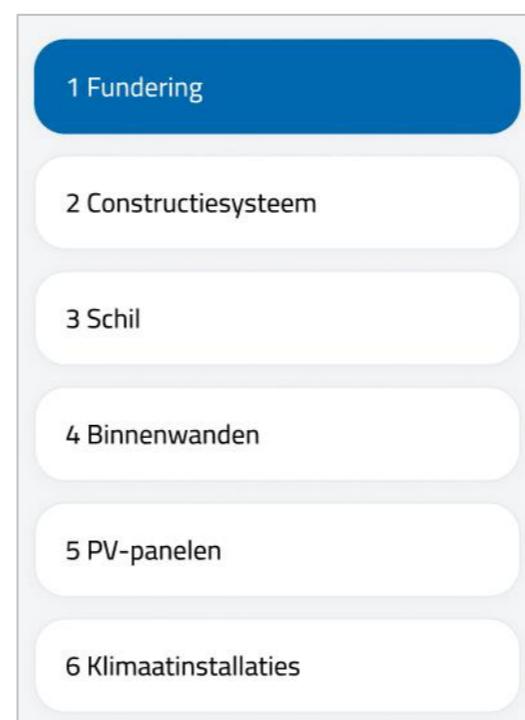 1 Fundering
2 Constructiesysteem
3 Schil
4 Binnenwanden
5 PV-panelen
6 Klimaatinstallaties